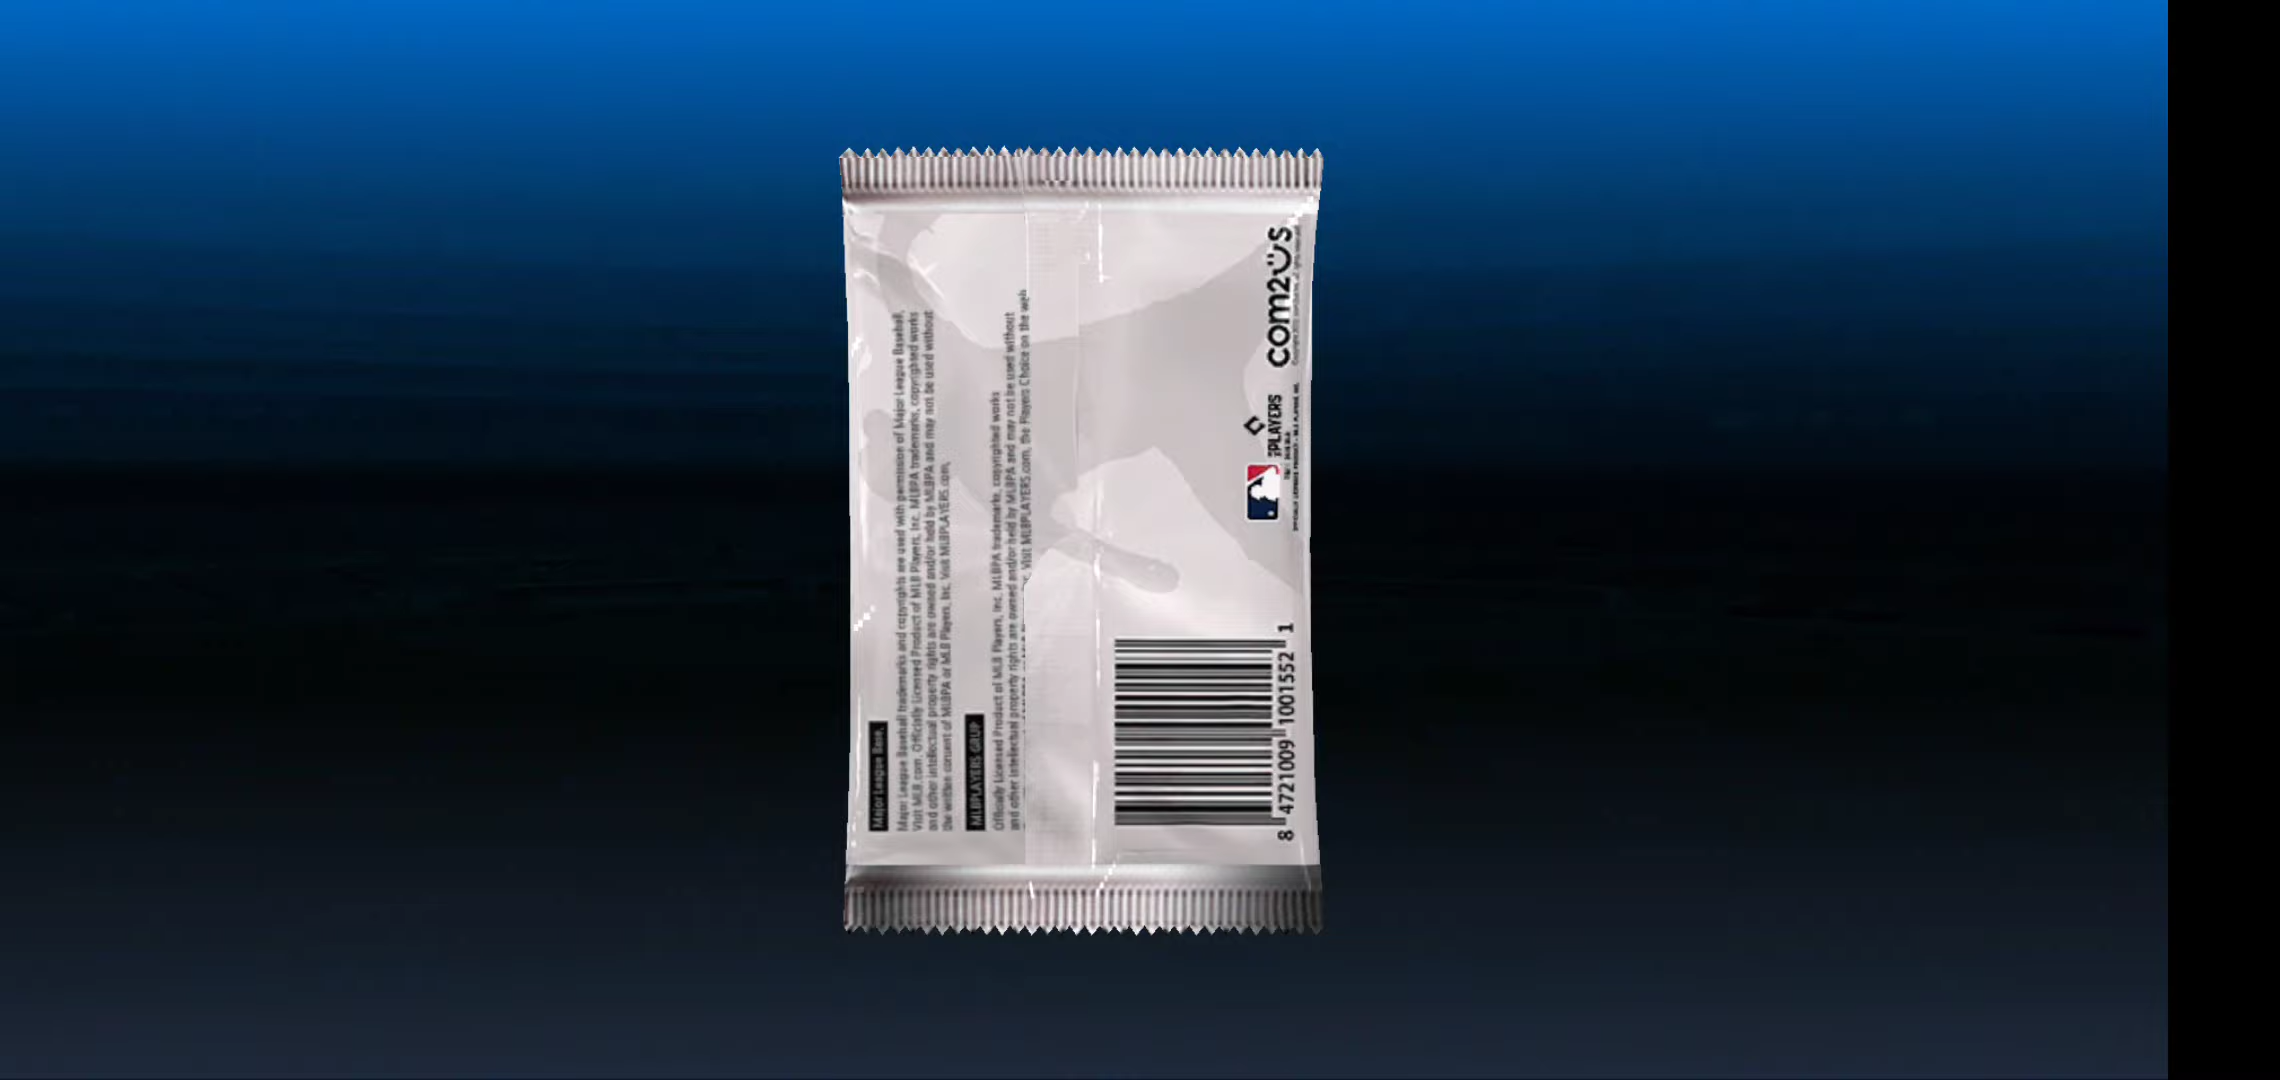 Major League Base.
Major League Baseball trademarks and copyrights are used with permission of Major League Baseball.
Visit MLB.com. Officially Licensed Product of MLB Players, Inc. MLBPA trademarks, copyrighted works
and other intellectual property rights are owned and/or held by MLBPA and may not be used without
the written consent of MLBPA or MLB Players, Inc. Visit MLBPLAYERS.com,
MLBPLAYERS GRUP
Officially Licensed Product of MLB Players, Inc. MLBPA trademarks, copyrighted works
and other intellectual property rights are owned and/or held by MLBPA and may not be used without
Visit MLBPLAYERS.com, the Players Choice on the web
com2us
PLAYERS
8 4721009 1001552 1